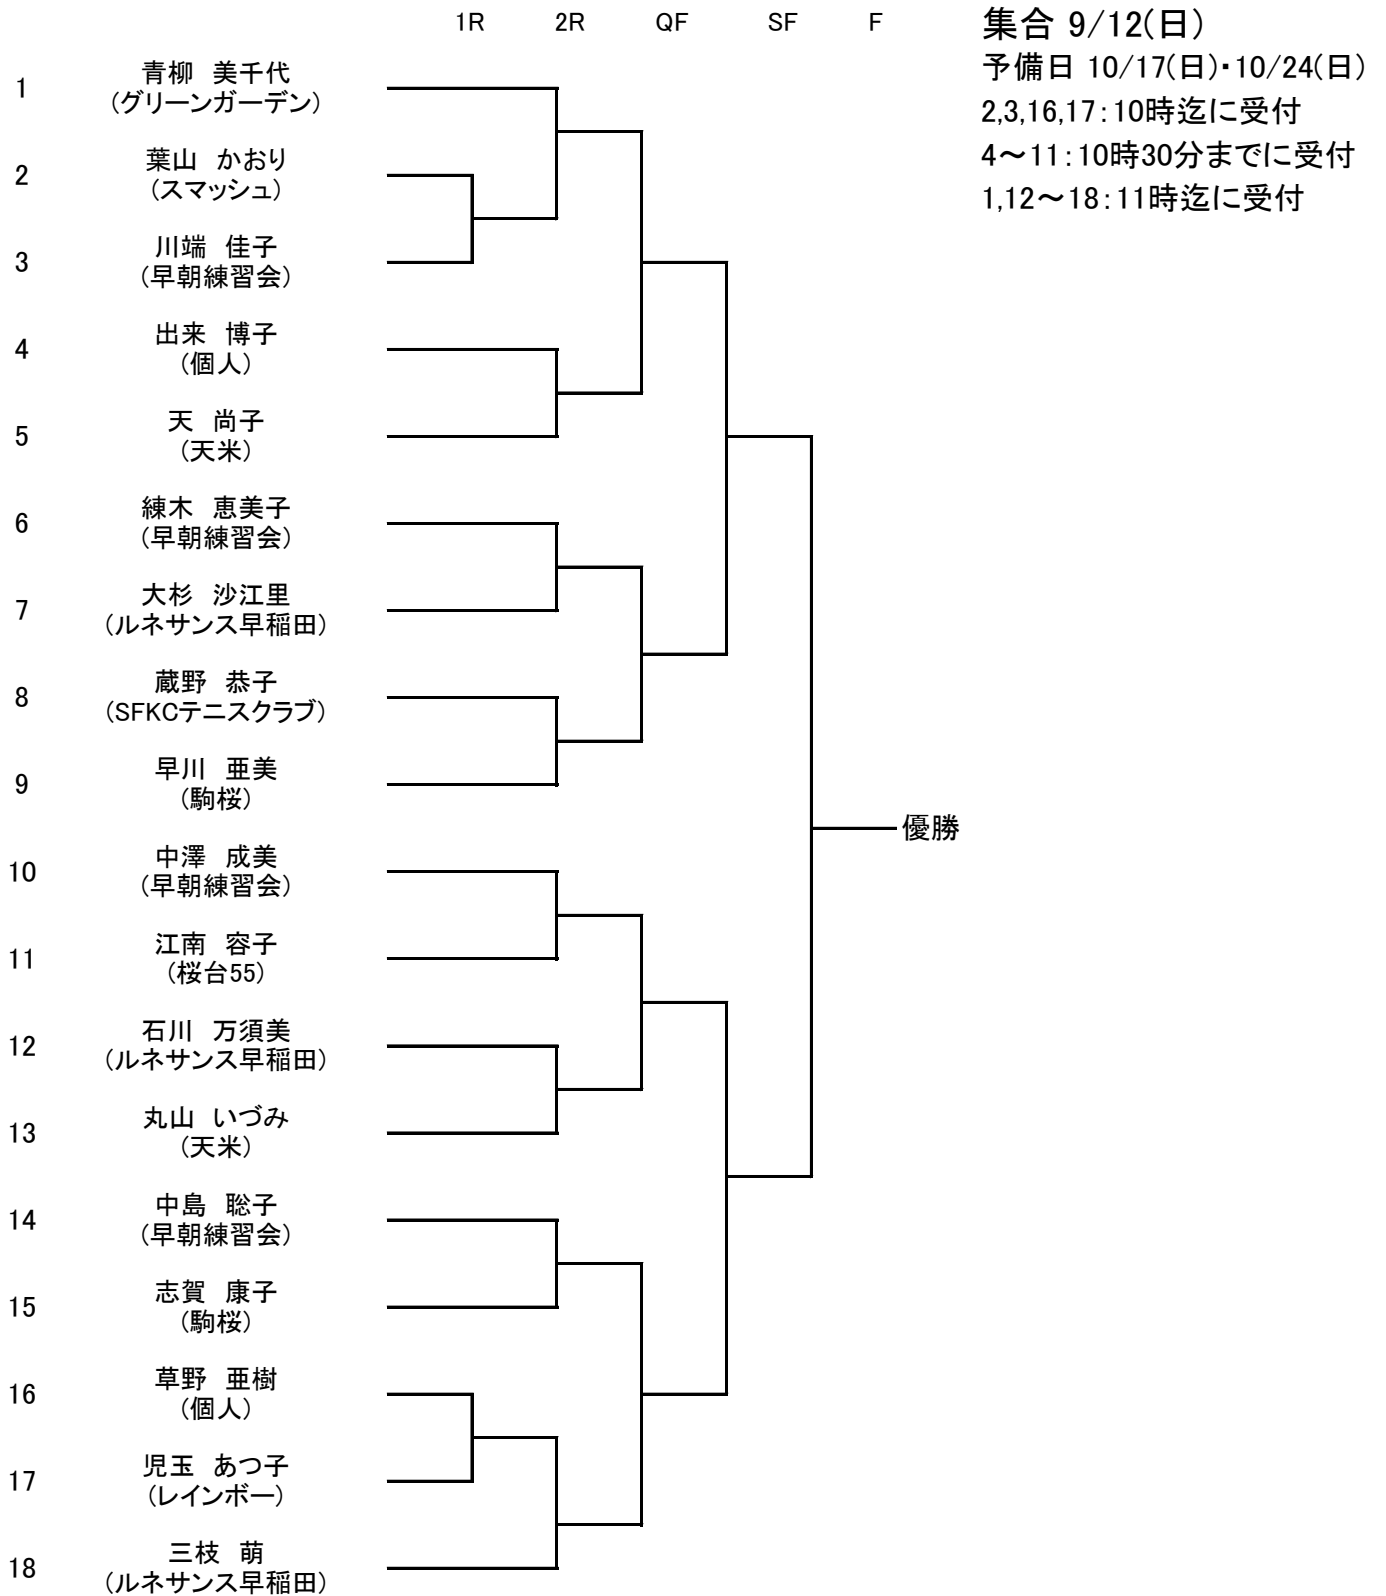 1R 2R QF SF F
集合 9/12(日)
予備日 10/17(日)・10/24(日)
2,3,16,17：10時迄に受付
4～11：10時30分までに受付
1,12～18：11時迄に受付
1 青柳　美千代
(グリーンガーデン)
2 葉山　かおり
(スマッシュ)
3 川端　佳子
(早朝練習会)
4 出来　博子
(個人)
5 天　尚子
(天米)
6 練木　恵美子
(早朝練習会)
7 大杉　沙江里
(ルネサンス早稲田)
8 蔵野　恭子
(SFKCテニスクラブ)
9 早川　亜美
(駒桜)
優勝
10 中澤　成美
(早朝練習会)
11 江南　容子
(桜台55)
12 石川　万須美
(ルネサンス早稲田)
13 丸山　いづみ
(天米)
14 中島　聡子
(早朝練習会)
15 志賀　康子
(駒桜)
16 草野　亜樹
(個人)
17 児玉　あつ子
(レインボー)
18 三枝　萌
(ルネサンス早稲田)